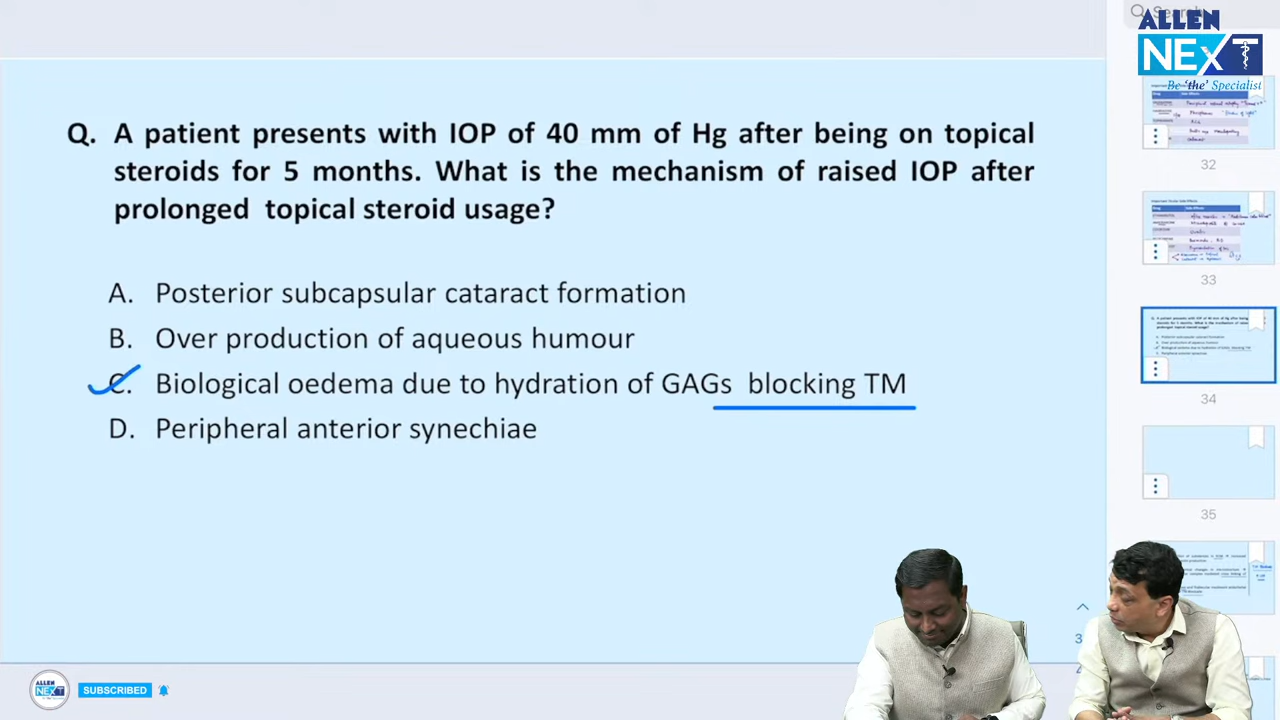 Search
ALLEN
NEXT
Be 'the' Specialist
Q. A patient presents with IOP of 40 mm of Hg after being on topical
steroids for 5 months. What is the mechanism of raised IOP after
prolonged topical steroid usage?
A. Posterior subcapsular cataract formation
B. Over production of aqueous humour
C. Biological oedema due to hydration of GAGs blocking TM
D. Peripheral anterior synechiae
32
33
34
35
ALLEN
NEXT
SUBSCRIBED